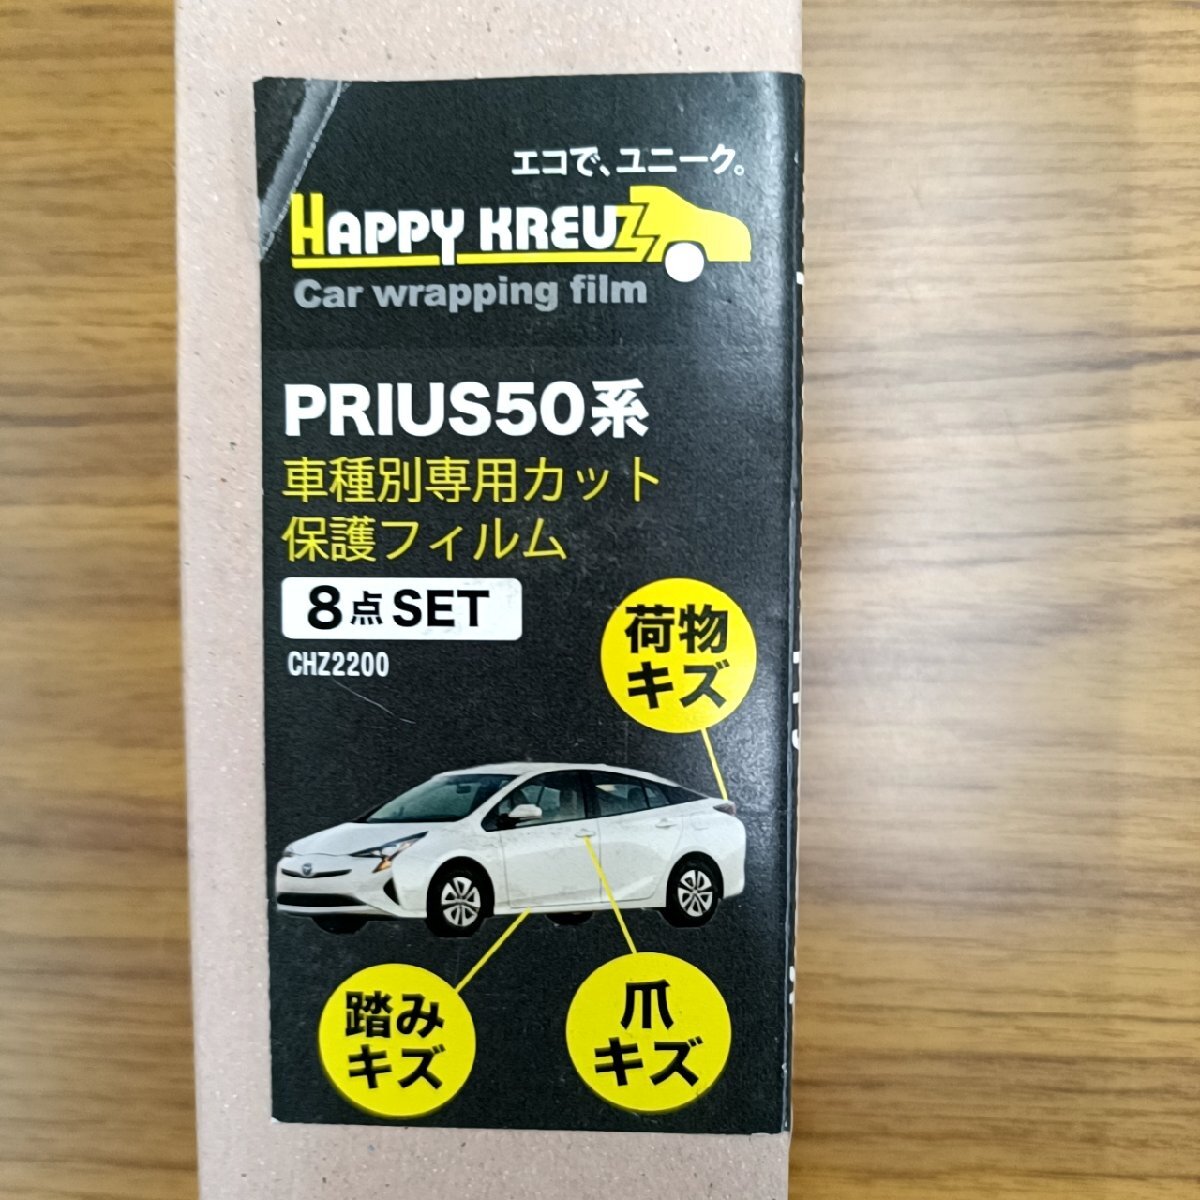 エコで、ユニーク。
HAPPY KREUZ
Car wrapping film
PRIUS50系
車種別専用カット
保護フィルム
8点SET
CHZ2200
荷物
キズ
踏み
キズ
爪
キズ